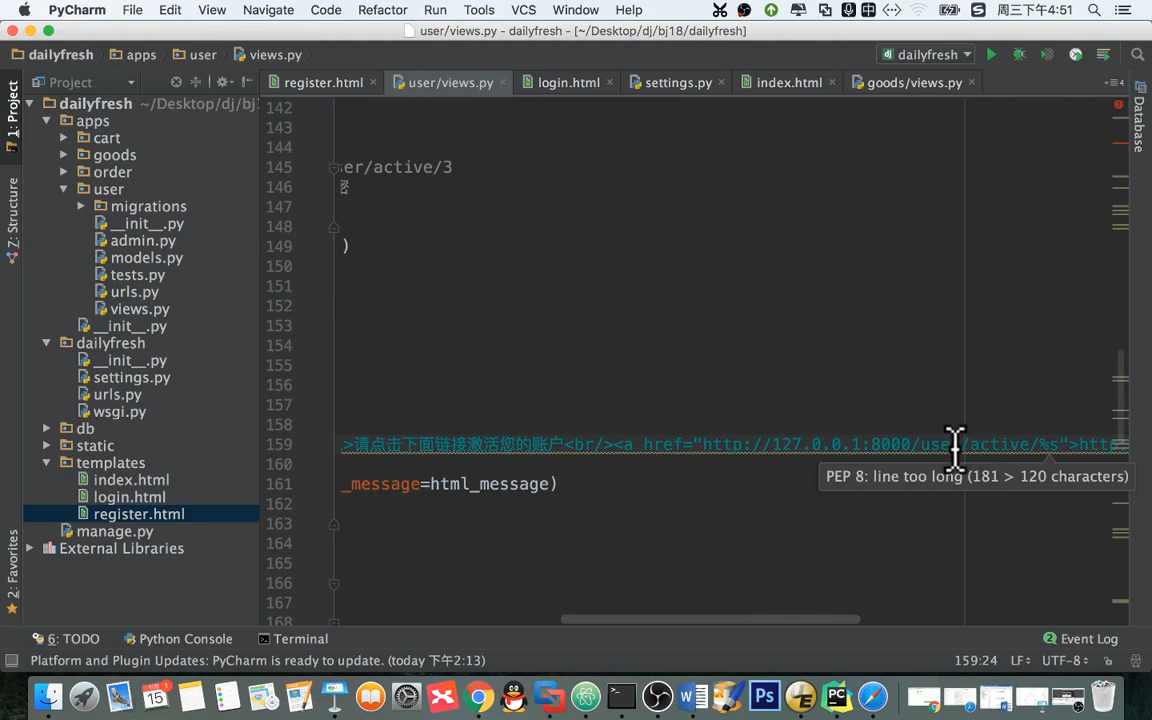 PyCharm File Edit View Navigate Code Refactor Run Tools VCS Window Help 周三下午4:51
user/views.py - dailyfresh - [~/Desktop/dj/bj18/dailyfresh]
dailyfresh apps user views.py dailyfresh
Project register.html user/views.py login.html settings.py index.html goods/views.py
1: Project
7: Structure
2: Favorites
Database
dailyfresh ~/Desktop/dj/bj1
apps
cart
goods
order
user
migrations
__init__.py
admin.py
models.py
tests.py
urls.py
views.py
__init__.py
dailyfresh
__init__.py
settings.py
urls.py
wsgi.py
db
static
templates
index.html
login.html
register.html
manage.py
External Libraries
142
143
144
145 er/active/3
146
147
148
149 )
150
151
152
153
154
155
156
157
158
159 >请点击下面链接激活您的账户<br/><a href="http://127.0.0.1:8000/user/active/%s">http
160
PEP 8: line too long (181 > 120 characters)
161 _message=html_message)
162
163
164
165
166
167
168
6: TODO Python Console Terminal 2 Event Log
Platform and Plugin Updates: PyCharm is ready to update. (today 下午2:13) 159:24 LF UTF-8
15
W Ps PC